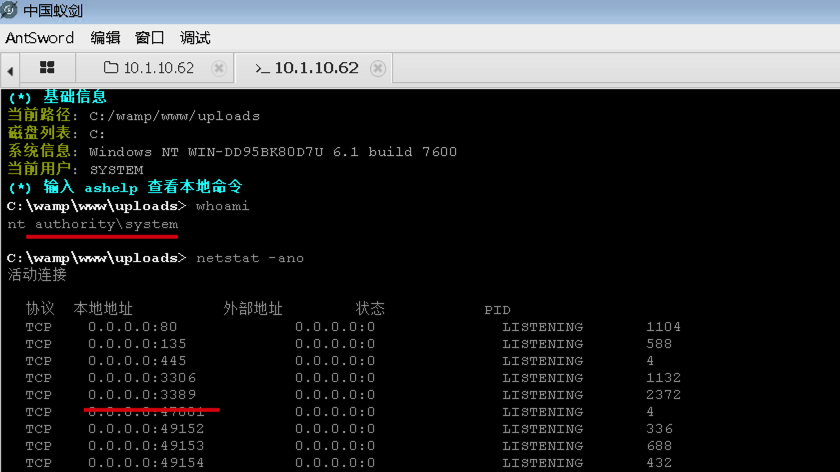 中国蚁剑
AntSword 编辑 窗口 调试
10.1.10.62 >_ 10.1.10.62
(*) 基础信息
当前路径: C:/wamp/www/uploads
磁盘列表: C:
系统信息: Windows NT WIN-DD95BK80D7U 6.1 build 7600
当前用户: SYSTEM
(*) 输入 ashelp 查看本地命令
C:\wamp\www\uploads> whoami
nt authority\system
C:\wamp\www\uploads> netstat -ano
活动连接
协议 本地地址 外部地址 状态 PID
TCP 0.0.0.0:80 0.0.0.0:0 LISTENING 1104
TCP 0.0.0.0:135 0.0.0.0:0 LISTENING 588
TCP 0.0.0.0:445 0.0.0.0:0 LISTENING 4
TCP 0.0.0.0:3306 0.0.0.0:0 LISTENING 1132
TCP 0.0.0.0:3389 0.0.0.0:0 LISTENING 2372
TCP 0.0.0.0:0 LISTENING 4
TCP 0.0.0.0:49152 0.0.0.0:0 LISTENING 336
TCP 0.0.0.0:49153 0.0.0.0:0 LISTENING 688
TCP 0.0.0.0:49154 0.0.0.0:0 LISTENING 432